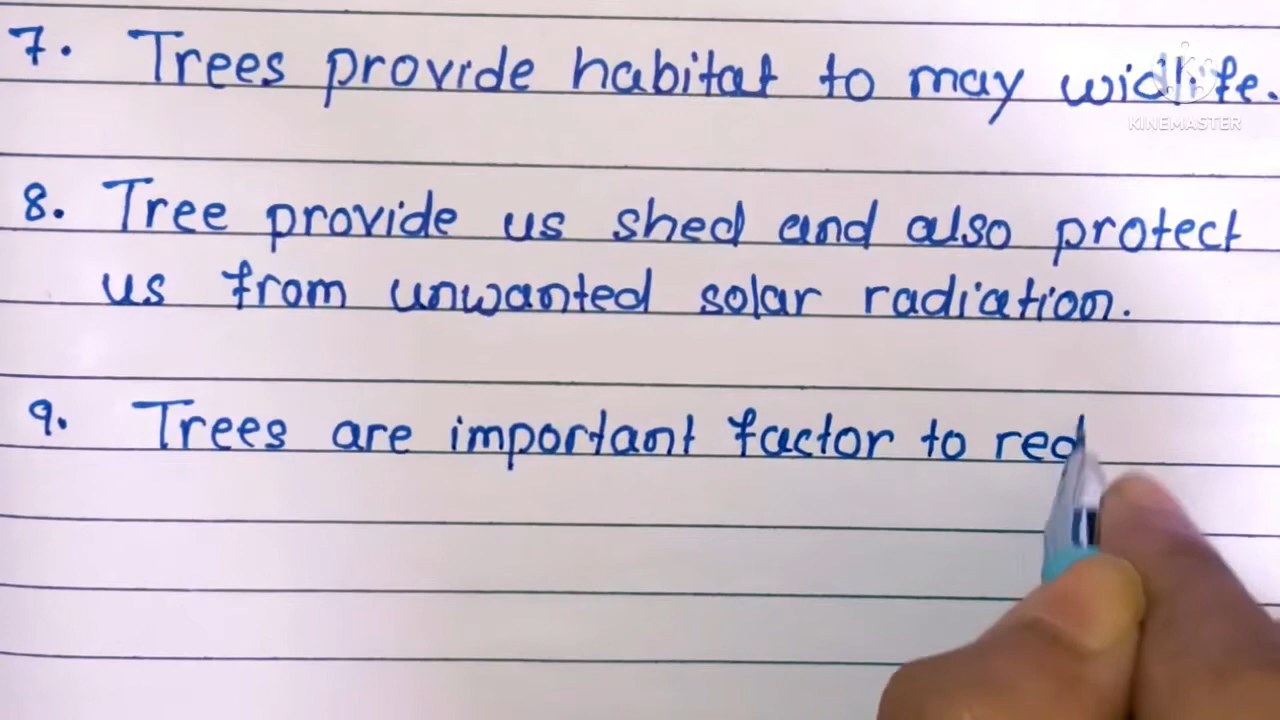 7. Trees provide habitat to may widlife.
KINEMASTER
8. Tree provide us shed and also protect
us from unwanted solar radiation.
9. Trees are important factor to red